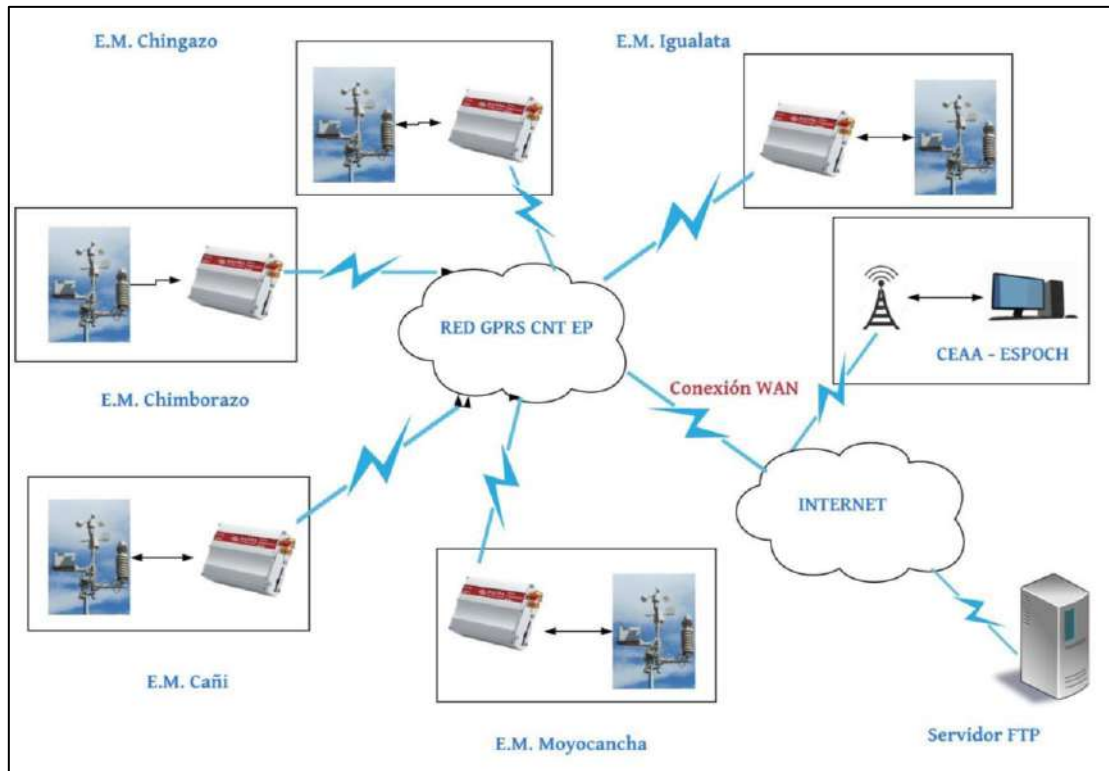 E.M. Chingazo
E.M. Igualata
RED GPRS CNT EP
CEAA - ESPOCH
E.M. Chimborazo
Conexión WAN
INTERNET
E.M. Cañi
E.M. Moyocancha
Servidor FTP